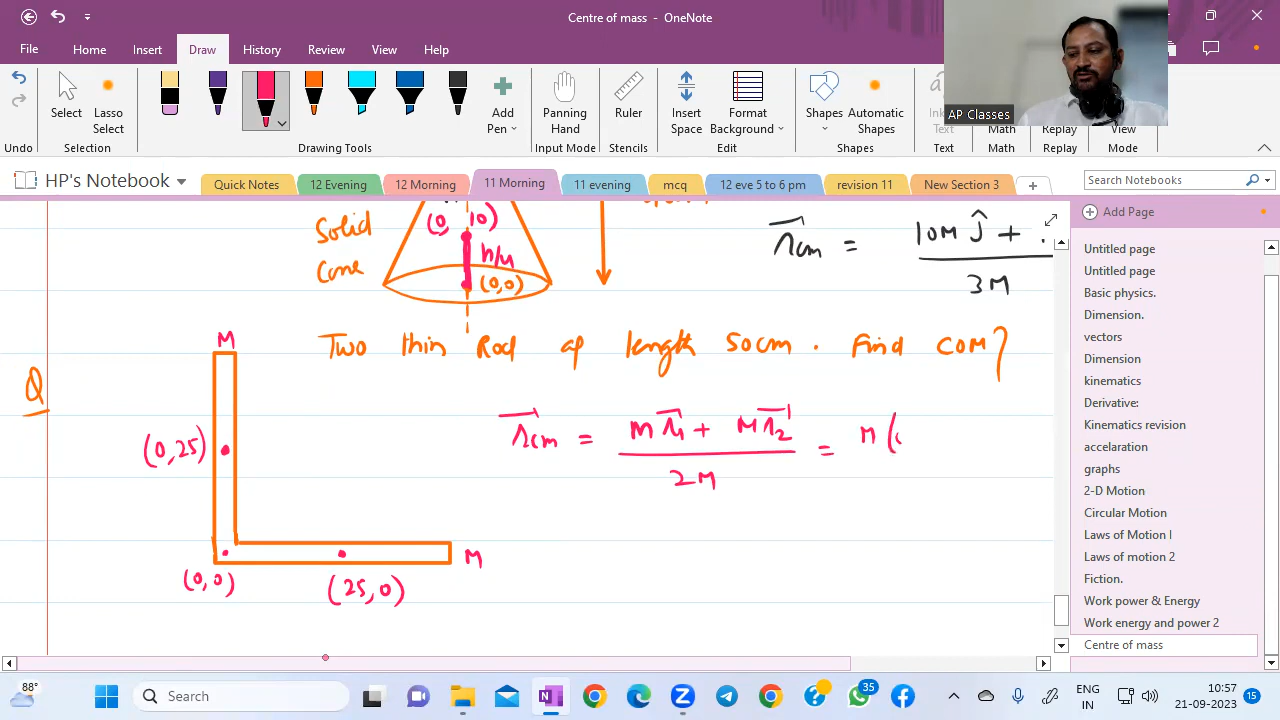 Centre of mass - OneNote
File Home Insert Draw History Review View Help
Select
Lasso Select
Add Pen
Panning Hand
Ruler
Insert Space
Format Background
Shapes
Automatic Shapes
Ink Text
Math
Replay
View
Undo Selection Drawing Tools Input Mode Stencils Edit Shapes Text Math Replay Mode
AP Classes
HP's Notebook
Quick Notes 12 Evening 12 Morning 11 Morning 11 evening mcq 12 eve 5 to 6 pm revision 11 New Section 3
Search Notebooks
Add Page
Untitled page
Untitled page
Basic physics.
Dimension.
vectors
Dimension
kinematics
Derivative:
Kinematics revision
accelaration
graphs
2-D Motion
Circular Motion
Laws of Motion I
Laws of motion 2
Fiction.
Work power & Energy
Work energy and power 2
Centre of mass
Solid Cone
(0, 10)
h/4
(0,0)
r⃗cm = 10M ĵ + . / 3M
Q
Two thin Rod of length 50cm. Find COM?
M
(0,25)
(0,0)
(25,0)
M
r⃗cm = M r⃗1 + M r⃗2 / 2M = M (
88°
Search
35
ENG
IN
10:57
21-09-2023
15